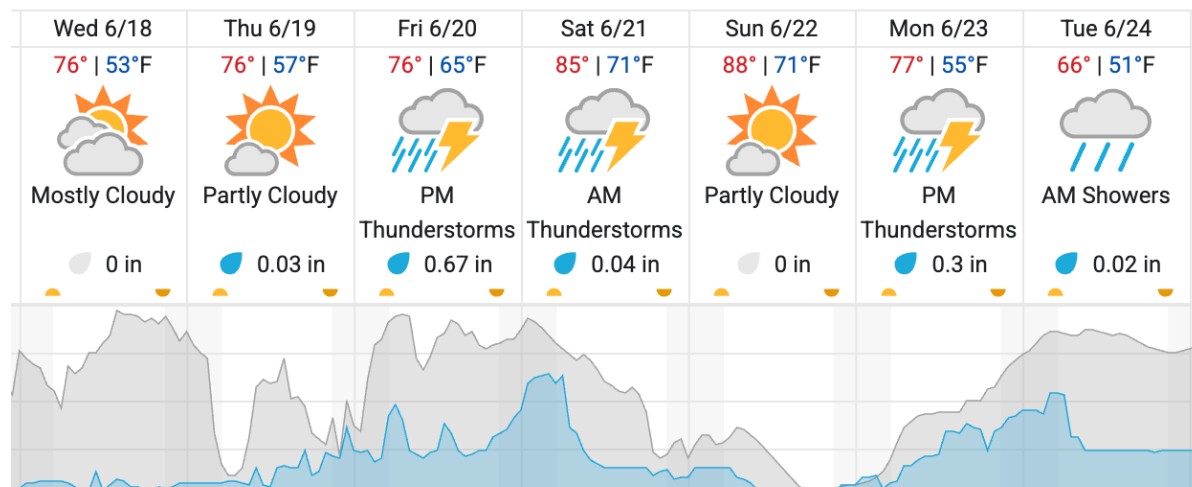 Wed 6/18 Thu 6/19 Fri 6/20 Sat 6/21 Sun 6/22 Mon 6/23 Tue 6/24
76° | 53°F 76° | 57°F 76° | 65°F 85° | 71°F 88° | 71°F 77° | 55°F 66° | 51°F
Mostly Cloudy Partly Cloudy PM AM Partly Cloudy PM AM Showers
Thunderstorms Thunderstorms Thunderstorms
0 in 0.03 in 0.67 in 0.04 in 0 in 0.3 in 0.02 in